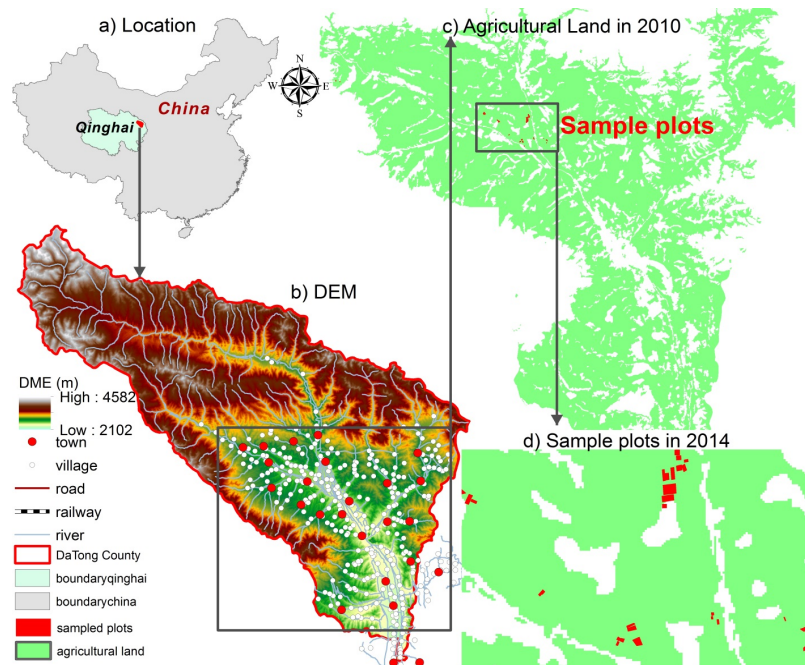 a) Location
c) Agricultural Land in 2010
N
W
E
S
China
Qinghai
Sample plots
b) DEM
DME (m)
High : 4582
Low : 2102
town
village
road
railway
river
DaTong County
boundaryqinghai
boundarychina
sampled plots
agricultural land
d) Sample plots in 2014